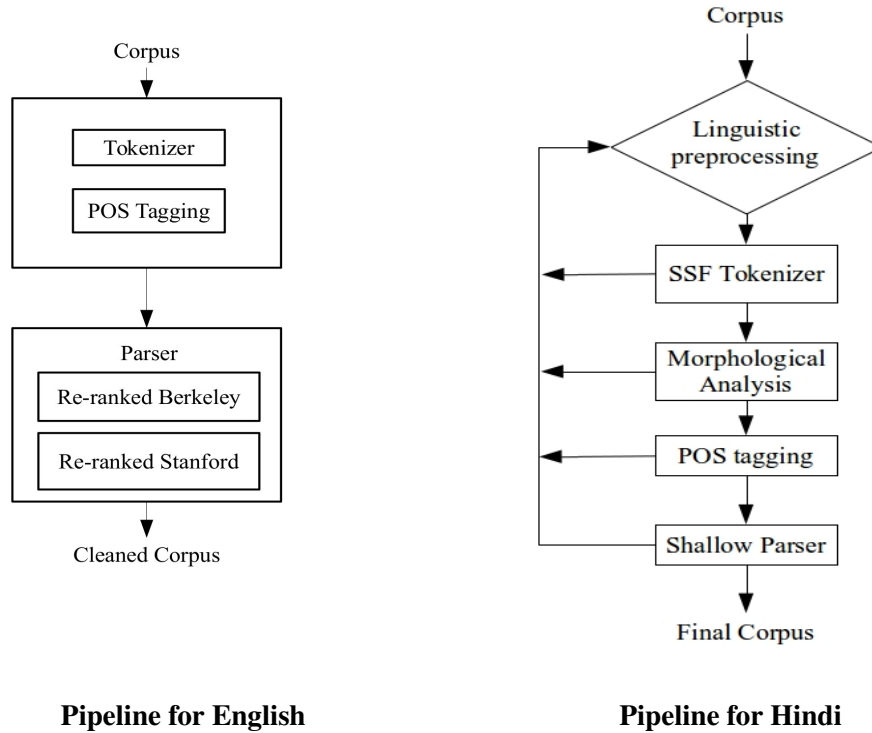 Corpus
Tokenizer
POS Tagging
Parser
Re-ranked Berkeley
Re-ranked Stanford
Cleaned Corpus
Pipeline for English
Corpus
Linguistic
preprocessing
SSF Tokenizer
Morphological
Analysis
POS tagging
Shallow Parser
Final Corpus
Pipeline for Hindi